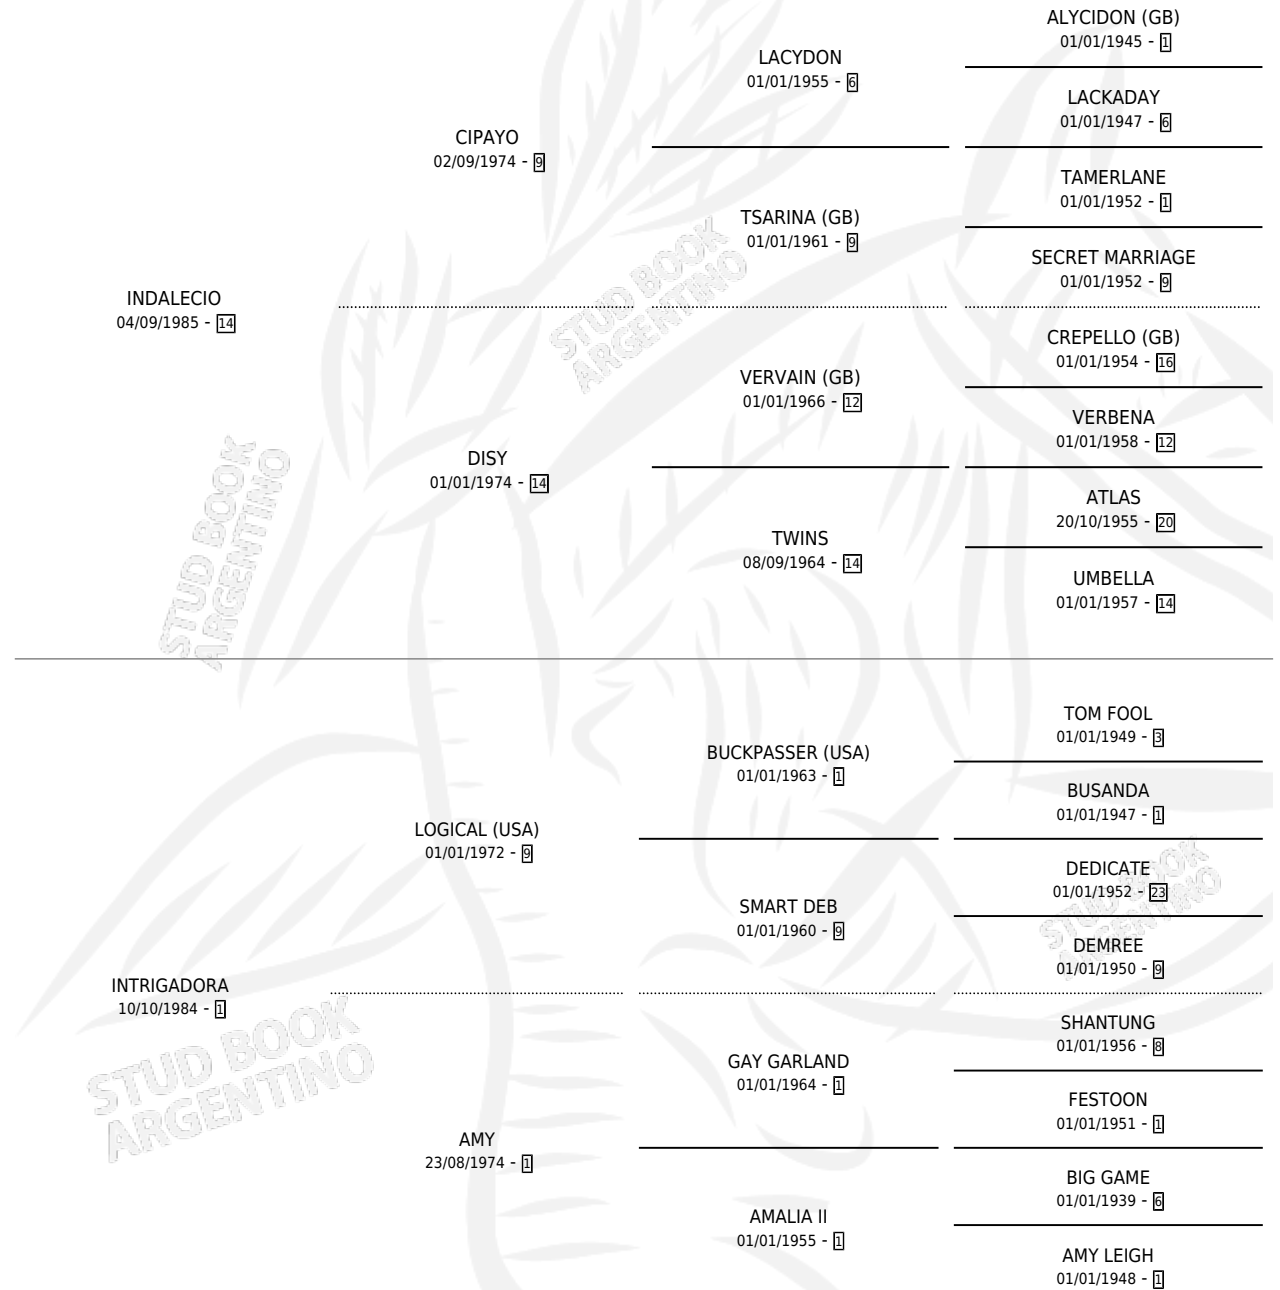 ALYCIDON (GB)
01/01/1945 - 1
LACYDON
01/01/1955 - 6
LACKADAY
01/01/1947 - 6
CIPAYO
02/09/1974 - 9
TAMERLANE
01/01/1952 - 1
TSARINA (GB)
01/01/1961 - 9
SECRET MARRIAGE
01/01/1952 - 9
INDALECIO
04/09/1985 - 14
CREPELLO (GB)
01/01/1954 - 16
VERVAIN (GB)
01/01/1966 - 12
VERBENA
01/01/1958 - 12
DISY
01/01/1974 - 14
ATLAS
20/10/1955 - 20
TWINS
08/09/1964 - 14
UMBELLA
01/01/1957 - 14
STUD BOOK
ARGENTINO
STUD BOOK
ARGENTINO
TOM FOOL
01/01/1949 - 3
BUCKPASSER (USA)
01/01/1963 - 1
BUSANDA
01/01/1947 - 1
LOGICAL (USA)
01/01/1972 - 9
DEDICATE
01/01/1952 - 23
SMART DEB
01/01/1960 - 9
DEMREE
01/01/1950 - 9
STUD BOOK
ARGENTINO
INTRIGADORA
10/10/1984 - 1
SHANTUNG
01/01/1956 - 8
GAY GARLAND
01/01/1964 - 1
FESTOON
01/01/1951 - 1
AMY
23/08/1974 - 1
BIG GAME
01/01/1939 - 6
AMALIA II
01/01/1955 - 1
AMY LEIGH
01/01/1948 - 1
STUD BOOK
ARGENTINO